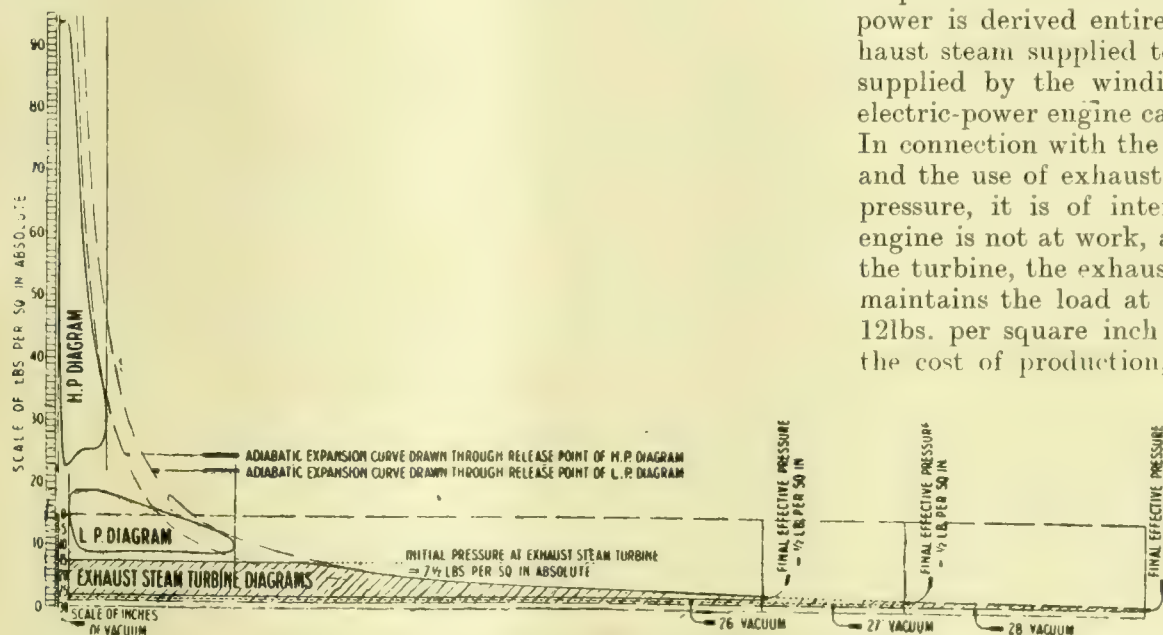 power is derived entire
haust steam supplied to
supplied by the windi
electric-power engine ca
In connection with the
and the use of exhaust
pressure, it is of inter
engine is not at work, a
the turbine, the exhaus
maintains the load at
12lbs. per square inch
the cost of production,
90
80
70
60
50
40
30
20
10
0
SCALE OF LBS PER SQ IN ABSOLUTE
H.P DIAGRAM
ADIABATIC EXPANSION CURVE DRAWN THROUGH RELEASE POINT OF H.P. DIAGRAM
ADIABATIC EXPANSION CURVE DRAWN THROUGH RELEASE POINT OF L.P. DIAGRAM
L P. DIAGRAM
INITIAL PRESSURE AT EXHAUST STEAM TURBINE
= 7½ LBS PER SQ IN ABSOLUTE
EXHAUST STEAM TURBINE DIAGRAMS
SCALE OF INCHES
OF VACUUM
FINAL EFFECTIVE PRESSURE
= ½ LB. PER SQ IN
FINAL EFFECTIVE PRESSURE
= ½ LB. PER SQ IN.
FINAL EFFECTIVE PRESSURE
26 VACUUM
27 VACUUM
28 VACUUM